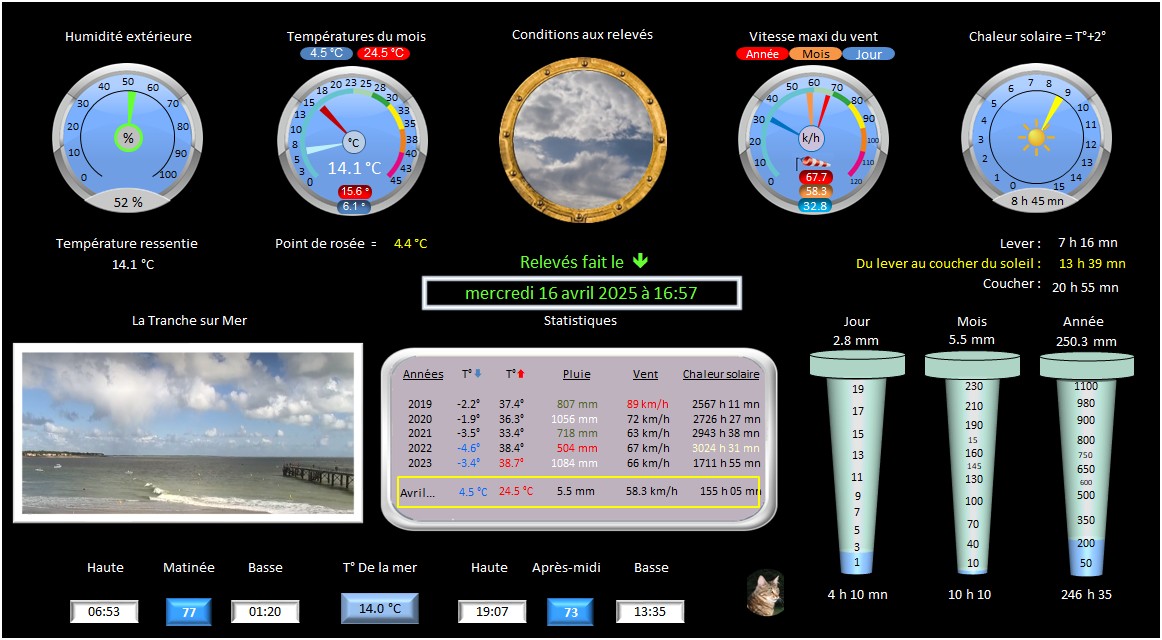 Humidité extérieure
0 10 20 30 40 50 60 70 80 90 100
%
52 %
Températures du mois
4.5 °C 24.5 °C
0 3 5 8 10 13 15 18 20 23 25 28 30 33 35 38 40 43 45
°C
14.1 °C
15.6 °
6.1 °
Conditions aux relevés
Vitesse maxi du vent
Année Mois Jour
0 10 20 30 40 50 60 70 80 90 100 110 120
k/h
67.7
58.3
32.8
Chaleur solaire = T°+2°
0 1 2 3 4 5 6 7 8 9 10 11 12 13 14 15
8 h 45 mn
Température ressentie
14.1 °C
Point de rosée = 4.4 °C
Relevés fait le
mercredi 16 avril 2025 à 16:57
Lever : 7 h 16 mn
Du lever au coucher du soleil : 13 h 39 mn
Coucher : 20 h 55 mn
La Tranche sur Mer
Statistiques
Années T° T° Pluie Vent Chaleur solaire
2019 -2.2° 37.4° 807 mm 89 km/h 2567 h 11 mn
2020 -1.9° 36.3° 1056 mm 72 km/h 2726 h 27 mn
2021 -3.5° 33.4° 718 mm 63 km/h 2943 h 38 mn
2022 -4.6° 38.4° 504 mm 67 km/h 3024 h 31 mn
2023 -3.4° 38.7° 1084 mm 66 km/h 1711 h 55 mn
Avril... 4.5 °C 24.5 °C 5.5 mm 58.3 km/h 155 h 05 mn
Jour
2.8 mm
19
17
15
13
11
9
7
5
3
1
4 h 10 mn
Mois
5.5 mm
230
210
190
15
160
145
130
100
70
40
10
10 h 10
Année
250.3 mm
1100
980
900
800
750
650
600
500
350
200
50
246 h 35
Haute Matinée Basse T° De la mer Haute Après-midi Basse
06:53 77 01:20 14.0 °C 19:07 73 13:35